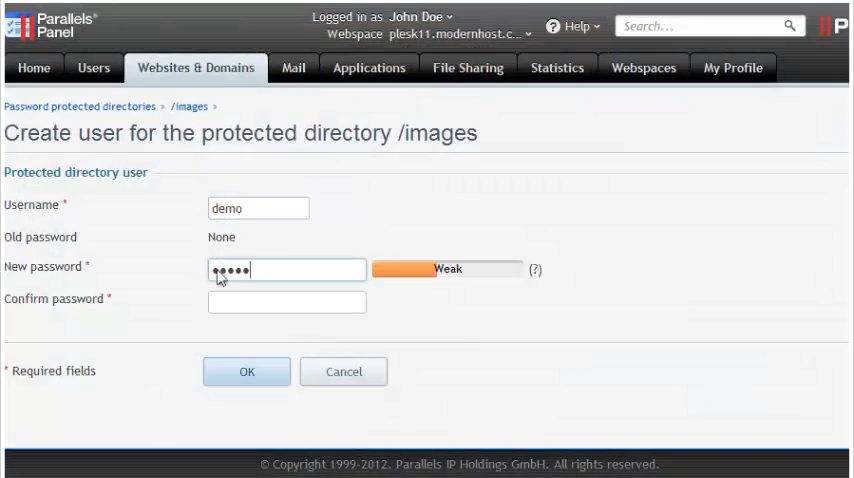 Parallels® Panel
Logged in as John Doe
Webspace plesk11.modernhost.c...
? Help
Search...
P
Home Users Websites & Domains Mail Applications File Sharing Statistics Webspaces My Profile
Password protected directories » /images »
Create user for the protected directory /images
Protected directory user
Username * demo
Old password None
New password * ••••• Weak (?)
Confirm password *
* Required fields OK Cancel
© Copyright 1999-2012. Parallels IP Holdings GmbH. All rights reserved.